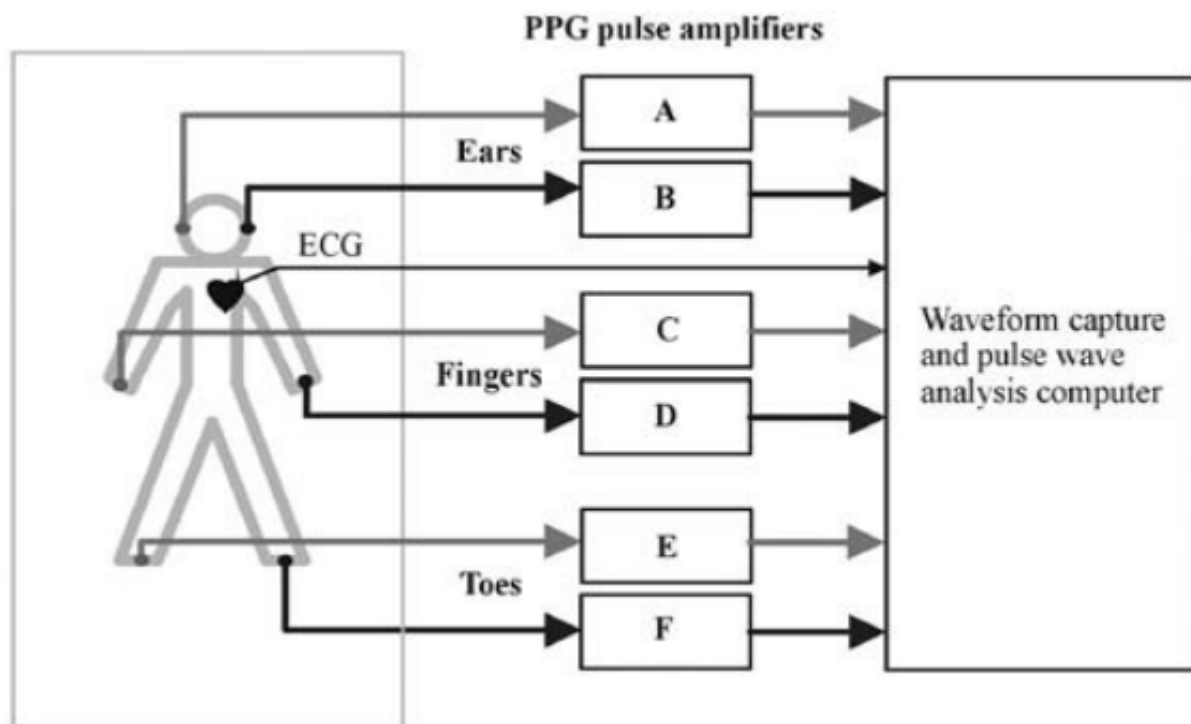 PPG pulse amplifiers
A
Ears
B
ECG
C
Fingers
D
Waveform capture
and pulse wave
analysis computer
E
Toes
F